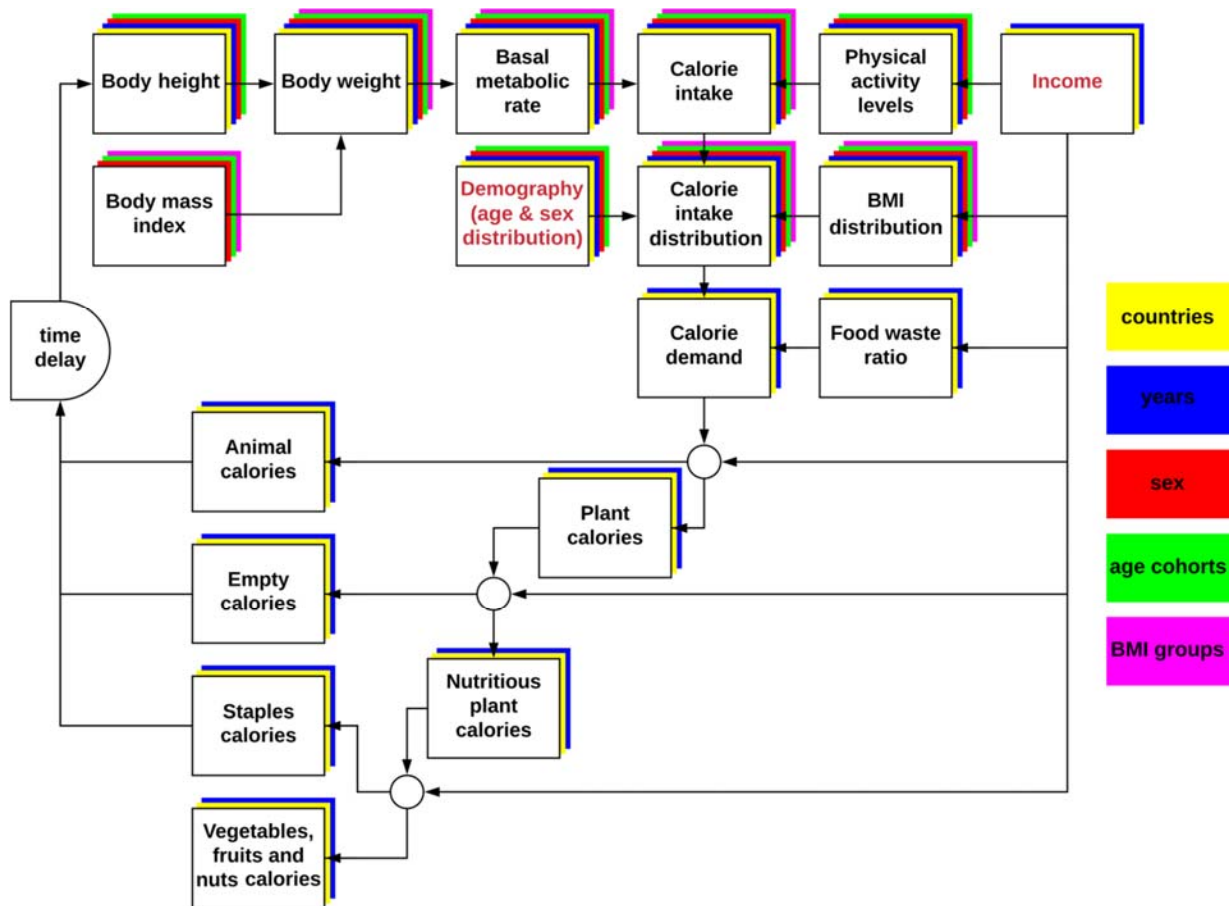 Body height
Body weight
Basal
metabolic
rate
Calorie
intake
Physical
activity
levels
Income
Body mass
index
Demography
(age & sex
distribution)
Calorie
intake
distribution
BMI
distribution
time
delay
Calorie
demand
Food waste
ratio
countries
years
sex
age cohorts
BMI groups
Animal
calories
Plant
calories
Empty
calories
Nutritious
plant
calories
Staples
calories
Vegetables,
fruits and
nuts calories